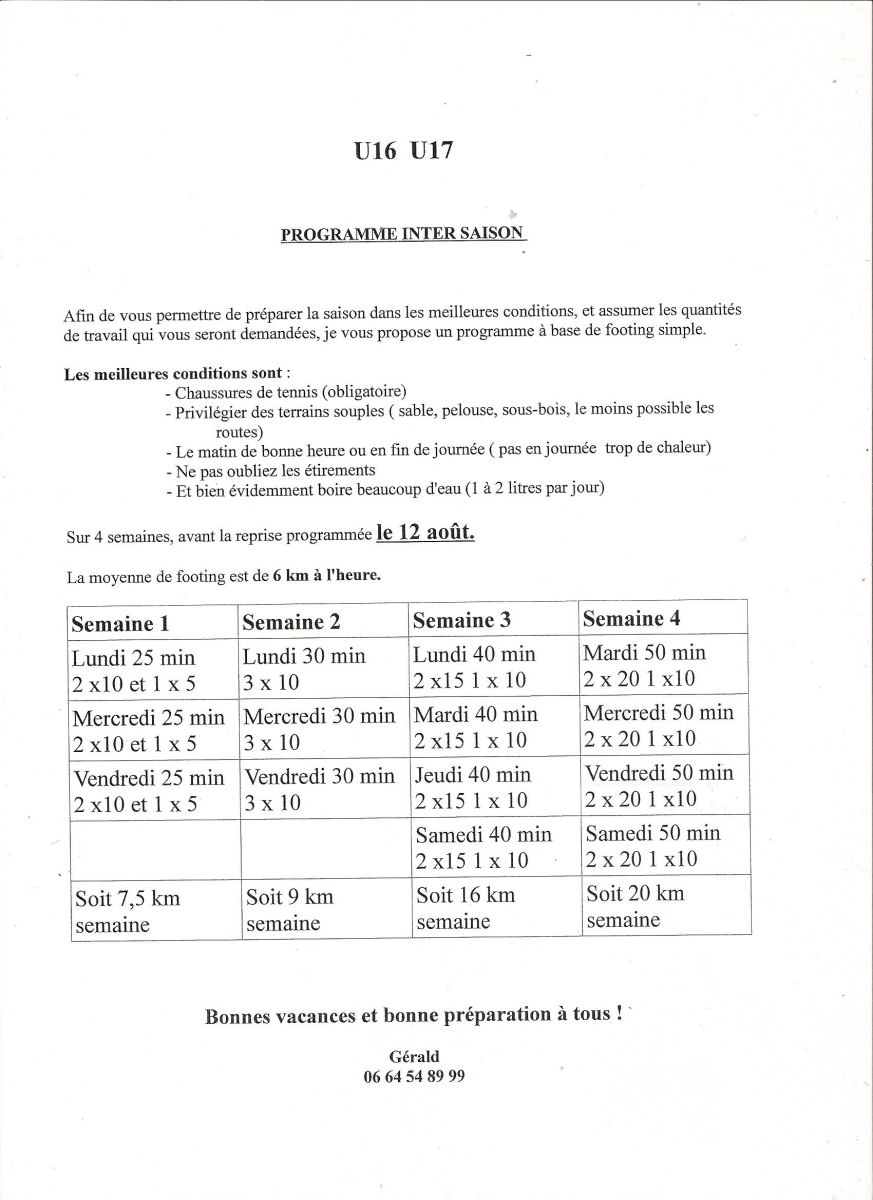 U16 U17
PROGRAMME INTER SAISON
Afin de vous permettre de préparer la saison dans les meilleures conditions, et assumer les quantités
de travail qui vous seront demandées, je vous propose un programme à base de footing simple.
Les meilleures conditions sont :
- Chaussures de tennis (obligatoire)
- Privilégier des terrains souples ( sable, pelouse, sous-bois, le moins possible les
routes)
- Le matin de bonne heure ou en fin de journée ( pas en journée trop de chaleur)
- Ne pas oubliez les étirements
- Et bien évidemment boire beaucoup d'eau (1 à 2 litres par jour)
Sur 4 semaines, avant la reprise programmée le 12 août.
La moyenne de footing est de 6 km à l'heure.
Semaine 1 Semaine 2 Semaine 3 Semaine 4
Lundi 25 min Lundi 30 min Lundi 40 min Mardi 50 min
2 x10 et 1 x 5 3 x 10 2 x15 1 x 10 2 x 20 1 x10
Mercredi 25 min Mercredi 30 min Mardi 40 min Mercredi 50 min
2 x10 et 1 x 5 3 x 10 2 x15 1 x 10 2 x 20 1 x10
Vendredi 25 min Vendredi 30 min Jeudi 40 min Vendredi 50 min
2 x10 et 1 x 5 3 x 10 2 x15 1 x 10 2 x 20 1 x10
Samedi 40 min Samedi 50 min
2 x15 1 x 10 2 x 20 1 x10
Soit 7,5 km Soit 9 km Soit 16 km Soit 20 km
semaine semaine semaine semaine
Bonnes vacances et bonne préparation à tous !
Gérald
06 64 54 89 99